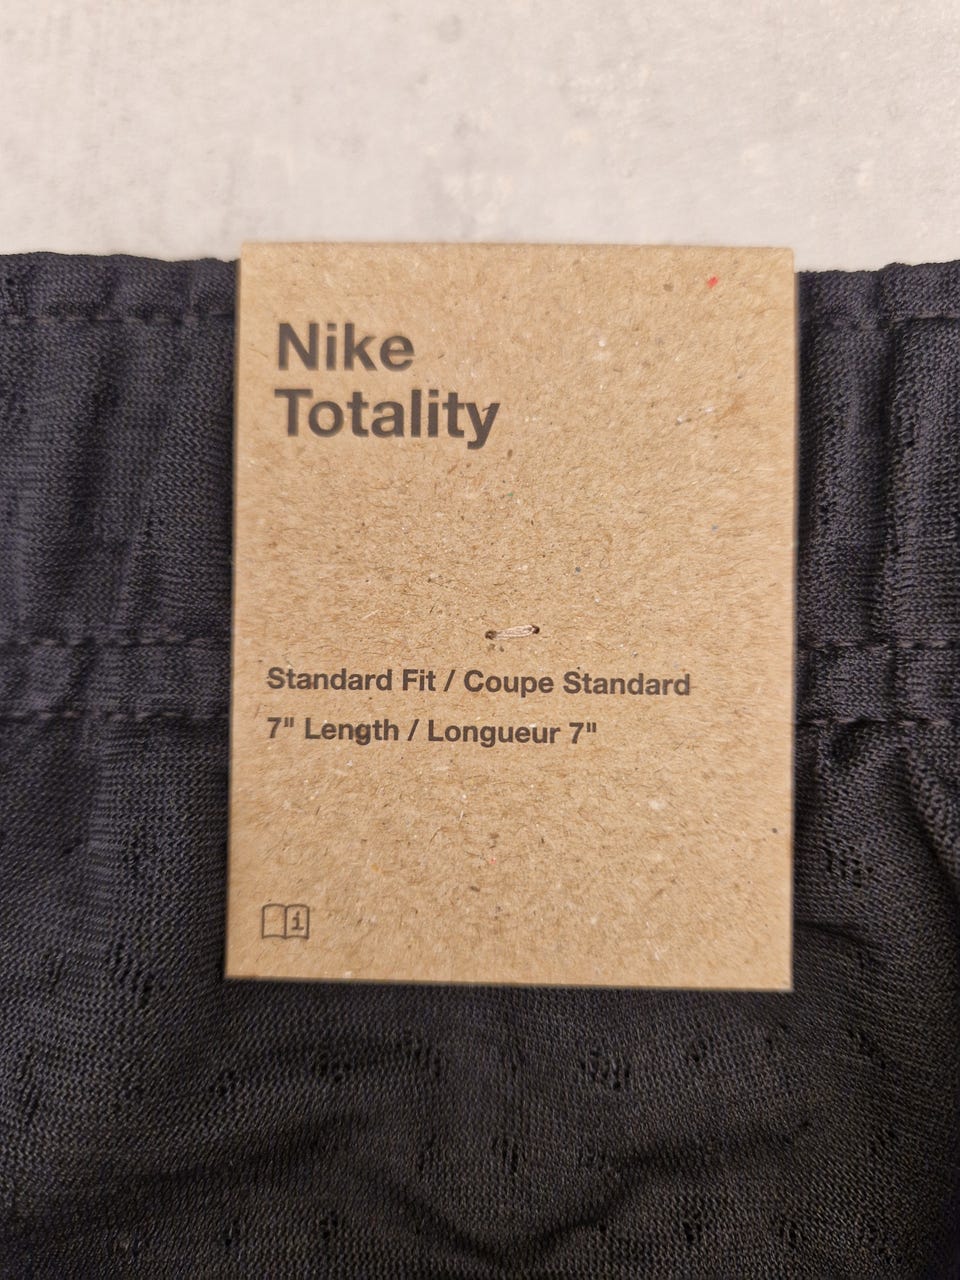 Nike
Totality
Standard Fit / Coupe Standard
7" Length / Longueur 7"
i